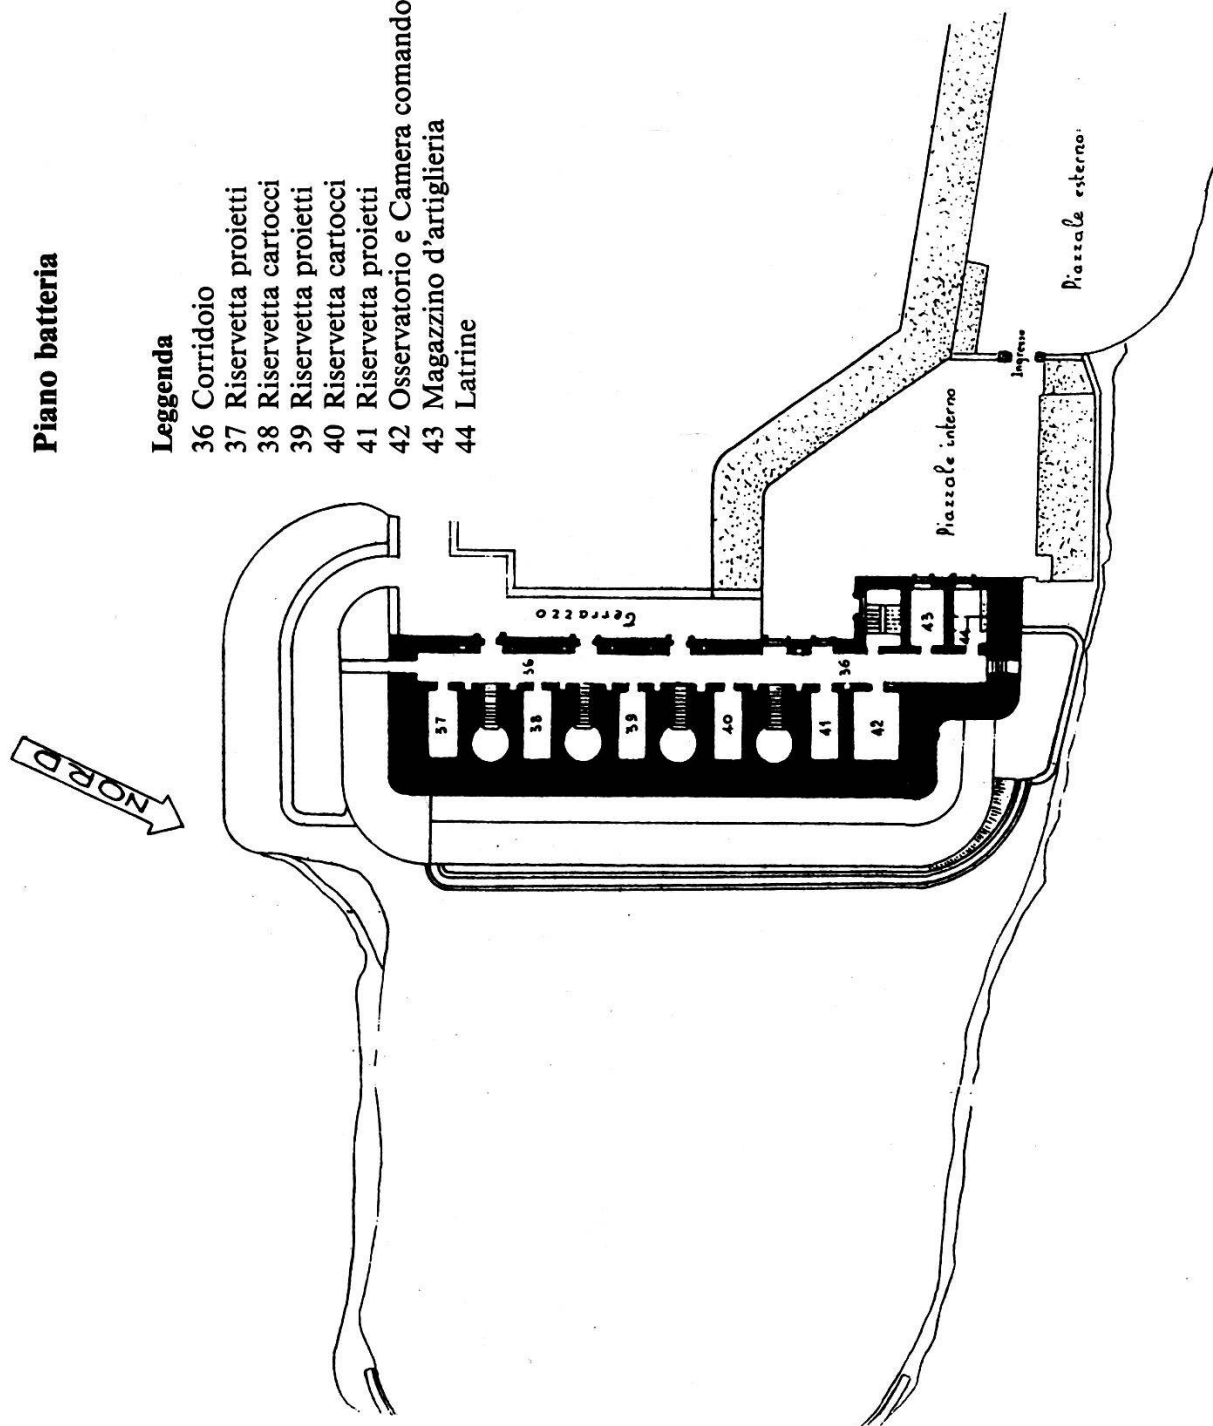 Piano batteria
Leggenda
36 Corridoio
37 Riservetta proietti
38 Riservetta cartocci
39 Riservetta proietti
40 Riservetta cartocci
41 Riservetta proietti
42 Osservatorio e Camera comando
43 Magazzino d'artiglieria
44 Latrine
NORD
Terrazzo
36
36
37
38
39
40
41
42
43
44
Piazzale interno
Ingresso
Piazzale esterno